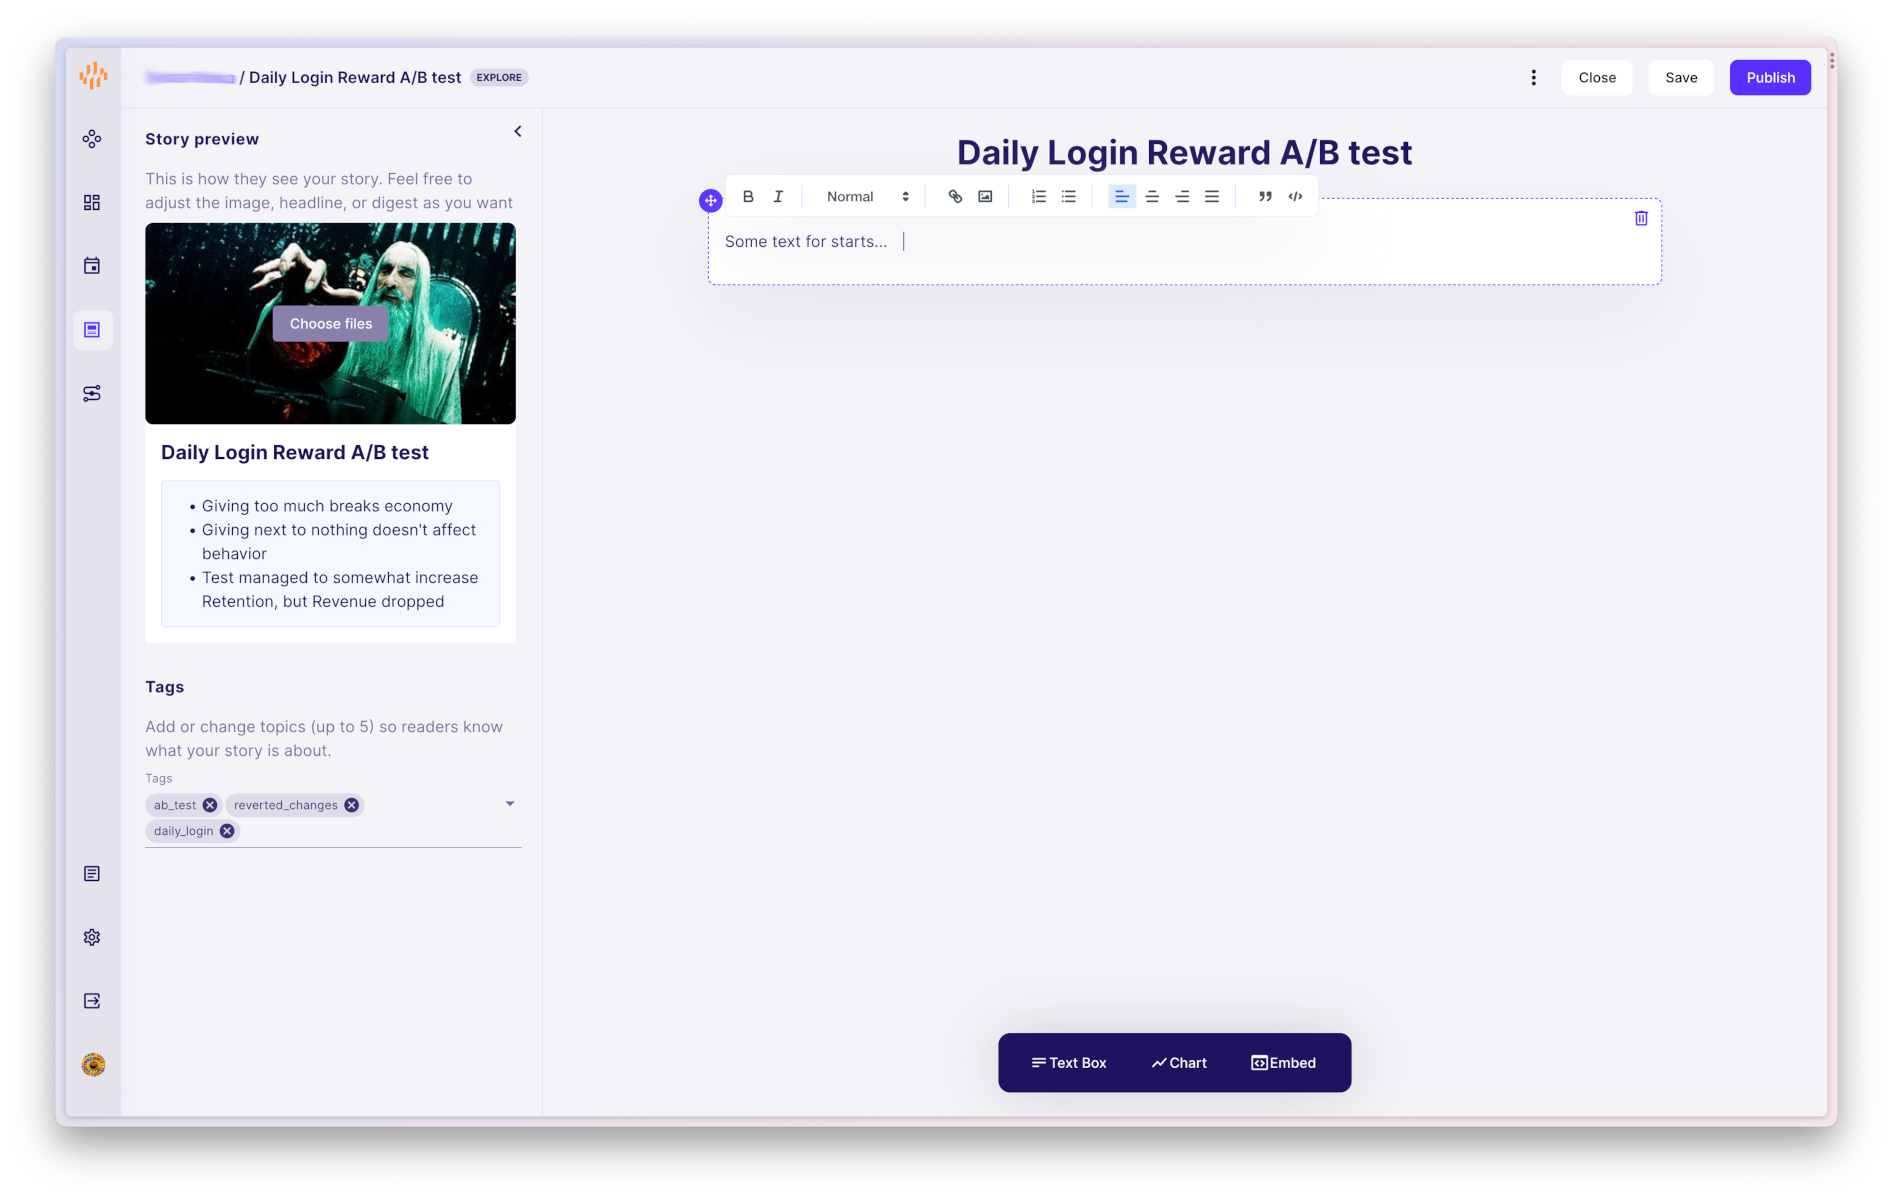 / Daily Login Reward A/B test EXPLORE
Close Save Publish
Story preview
This is how they see your story. Feel free to
adjust the image, headline, or digest as you want
Choose files
Daily Login Reward A/B test
• Giving too much breaks economy
• Giving next to nothing doesn't affect
behavior
• Test managed to somewhat increase
Retention, but Revenue dropped
Tags
Add or change topics (up to 5) so readers know
what your story is about.
Tags
ab_test reverted_changes
daily_login
Daily Login Reward A/B test
B I Normal
Some text for starts...
Text Box Chart Embed